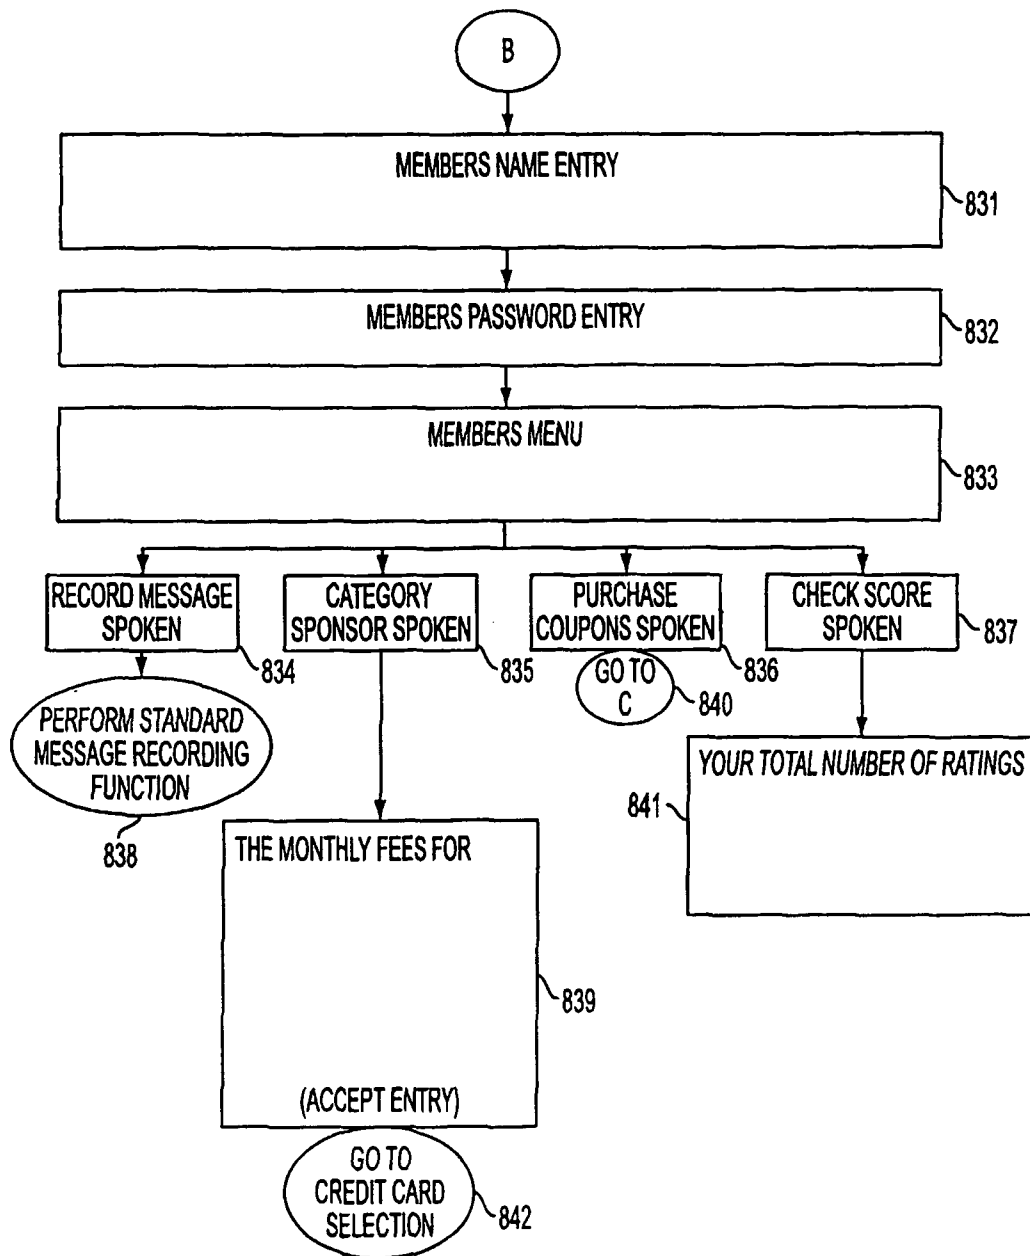 B
MEMBERS NAME ENTRY
831
MEMBERS PASSWORD ENTRY
832
MEMBERS MENU
833
RECORD MESSAGE
SPOKEN
834
CATEGORY
SPONSOR SPOKEN
835
PURCHASE
COUPONS SPOKEN
836
CHECK SCORE
SPOKEN
837
PERFORM STANDARD
MESSAGE RECORDING
FUNCTION
838
GO TO
C
840
YOUR TOTAL NUMBER OF RATINGS
841
THE MONTHLY FEES FOR
(ACCEPT ENTRY)
839
GO TO
CREDIT CARD
SELECTION
842